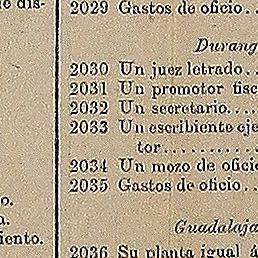 2029 Gastos de oficio..
Durang
2030 Un juez letrado..
2031 Un promotor fisc
2032 Un secretario....
2033 Un escribiente eje
tor...........
2034 Un mozo de oficio
2035 Gastos de oficio..
Guadalaja
2036 Su planta igual á
o.
a.
iento.